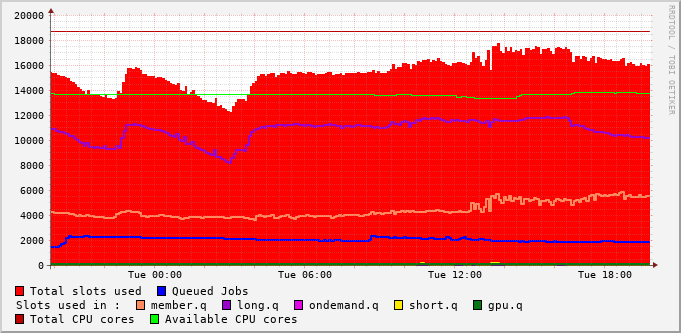 RRDTOOL / TOBI OETIKER
20000
18000
16000
14000
12000
10000
8000
6000
4000
2000
0
Tue 00:00 Tue 06:00 Tue 12:00 Tue 18:00
Total slots used Queued Jobs
Slots used in : member.q long.q ondemand.q short.q gpu.q
Total CPU cores Available CPU cores